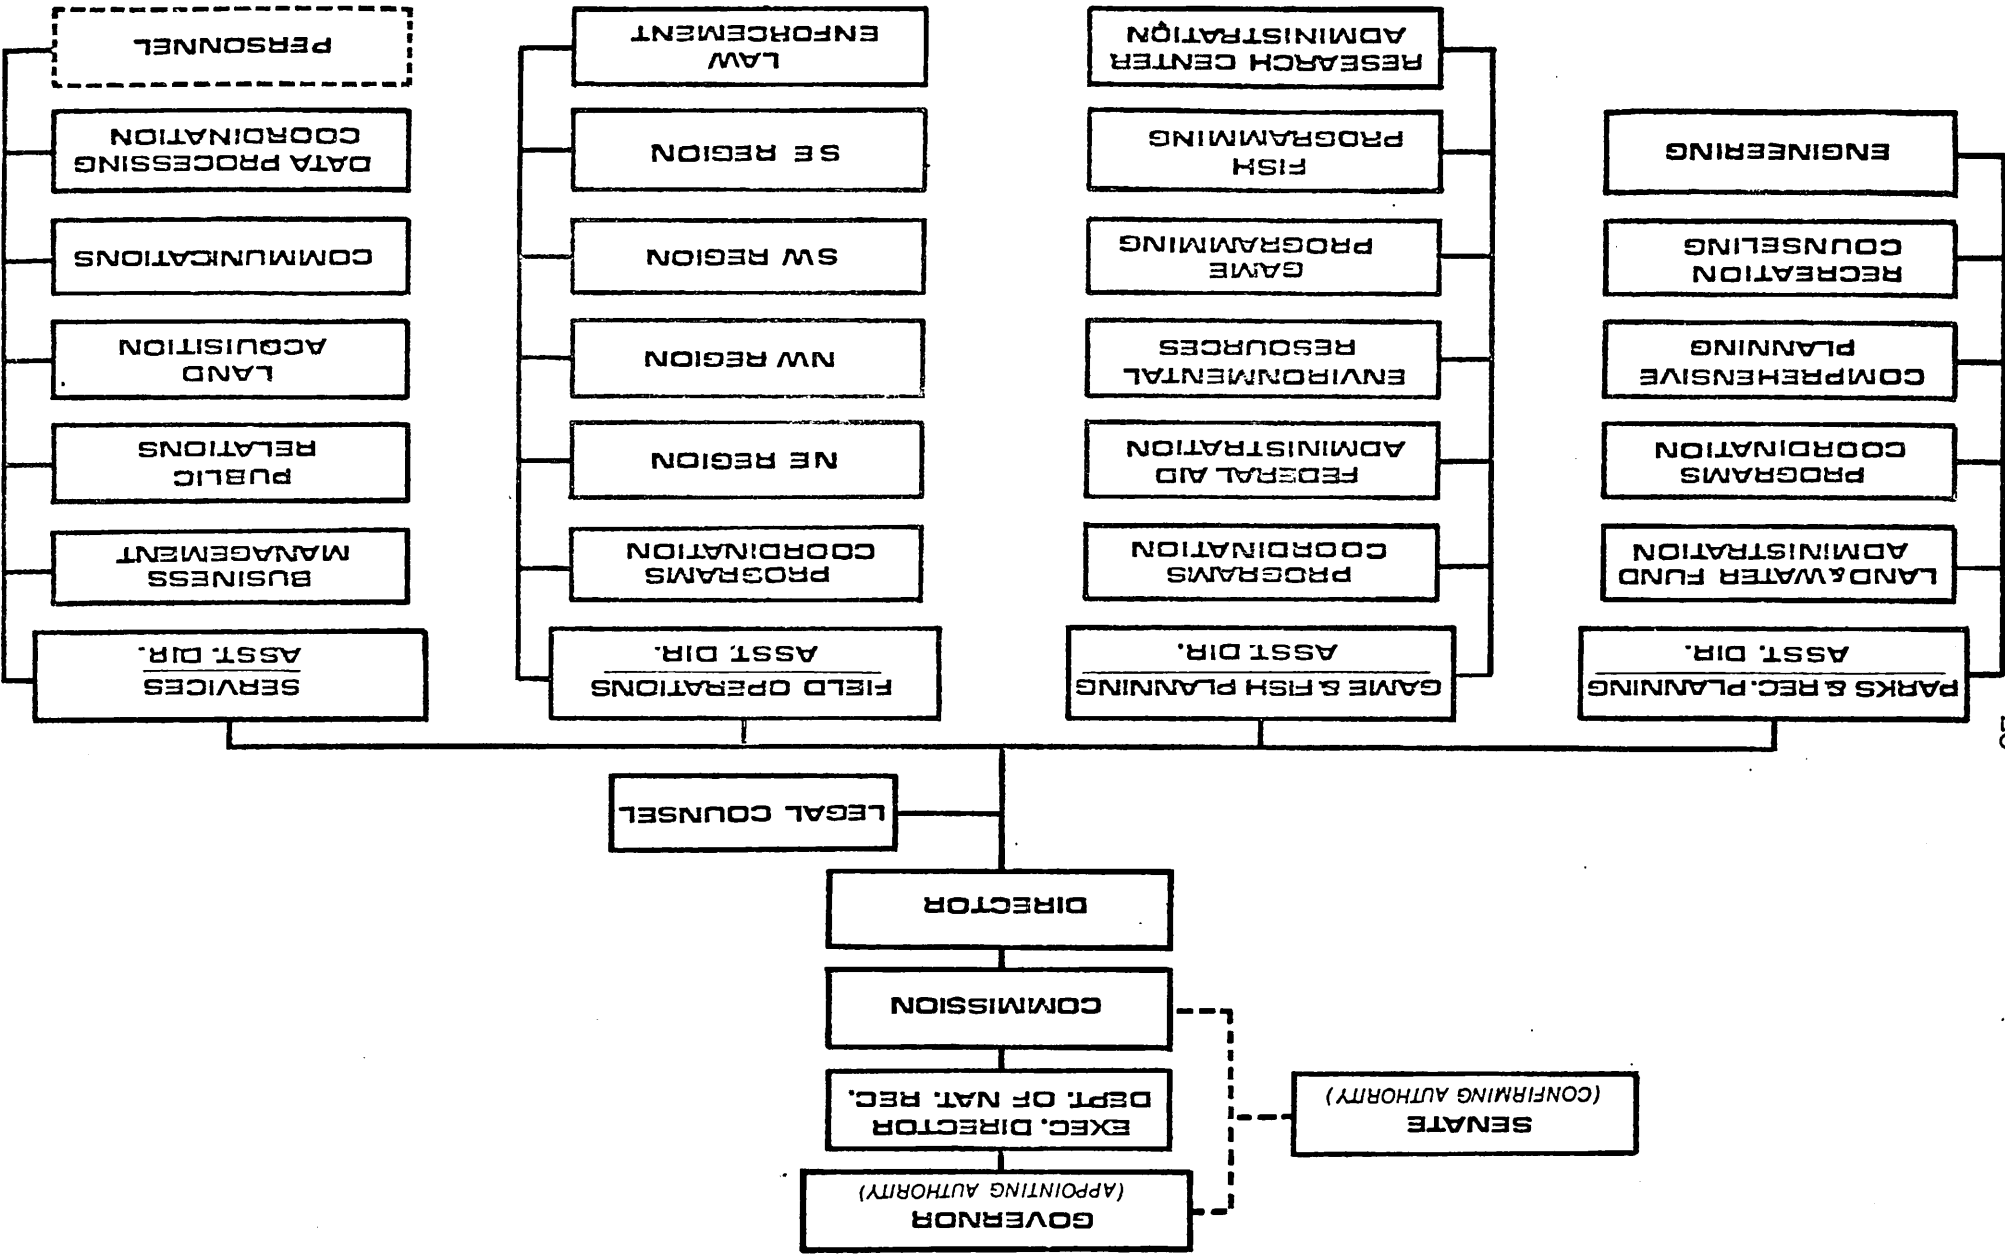 GOVERNOR
(APPOINTING AUTHORITY)
SENATE
(CONFIRMING AUTHORITY)
EXEC. DIRECTOR
DEPT. OF NAT. REC.
COMMISSION
DIRECTOR
LEGAL COUNSEL
PARKS & REC. PLANNING
ASST. DIR.
LAND & WATER FUND
ADMINISTRATION
PROGRAMS
COORDINATION
COMPREHENSIVE
PLANNING
RECREATION
COUNSELING
ENGINEERING
GAME & FISH PLANNING
ASST. DIR.
PROGRAMS
COORDINATION
FEDERAL AID
ADMINISTRATION
ENVIRONMENTAL
RESOURCES
GAME
PROGRAMMING
FISH
PROGRAMMING
RESEARCH CENTER
ADMINISTRATION
FIELD OPERATIONS
ASST. DIR.
PROGRAMS
COORDINATION
NE REGION
NW REGION
SW REGION
SE REGION
LAW
ENFORCEMENT
SERVICES
ASST. DIR.
BUSINESS
MANAGEMENT
PUBLIC
RELATIONS
LAND
ACQUISITION
COMMUNICATIONS
DATA PROCESSING
COORDINATION
PERSONNEL